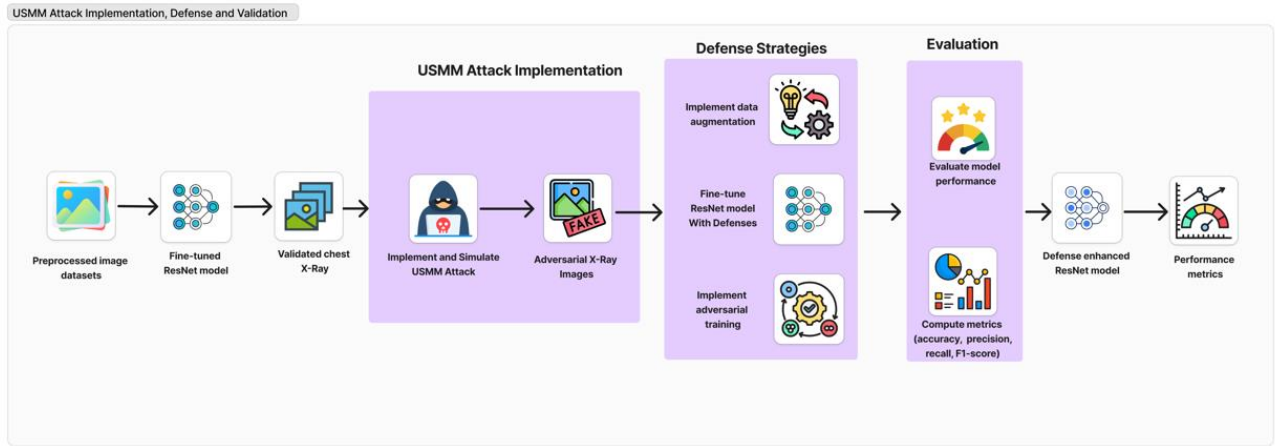 USMM Attack Implementation, Defense and Validation
Preprocessed image
datasets
Fine-tuned
ResNet model
Validated chest
X-Ray
USMM Attack Implementation
Implement and Simulate
USMM Attack
FAKE
Adversarial X-Ray
Images
Defense Strategies
Implement data
augmentation
Fine-tune
ResNet model
With Defenses
Implement
adversarial
training
Evaluation
Evaluate model
performance
Compute metrics
(accuracy, precision,
recall, F1-score)
Defense enhanced
ResNet model
Performance
metrics